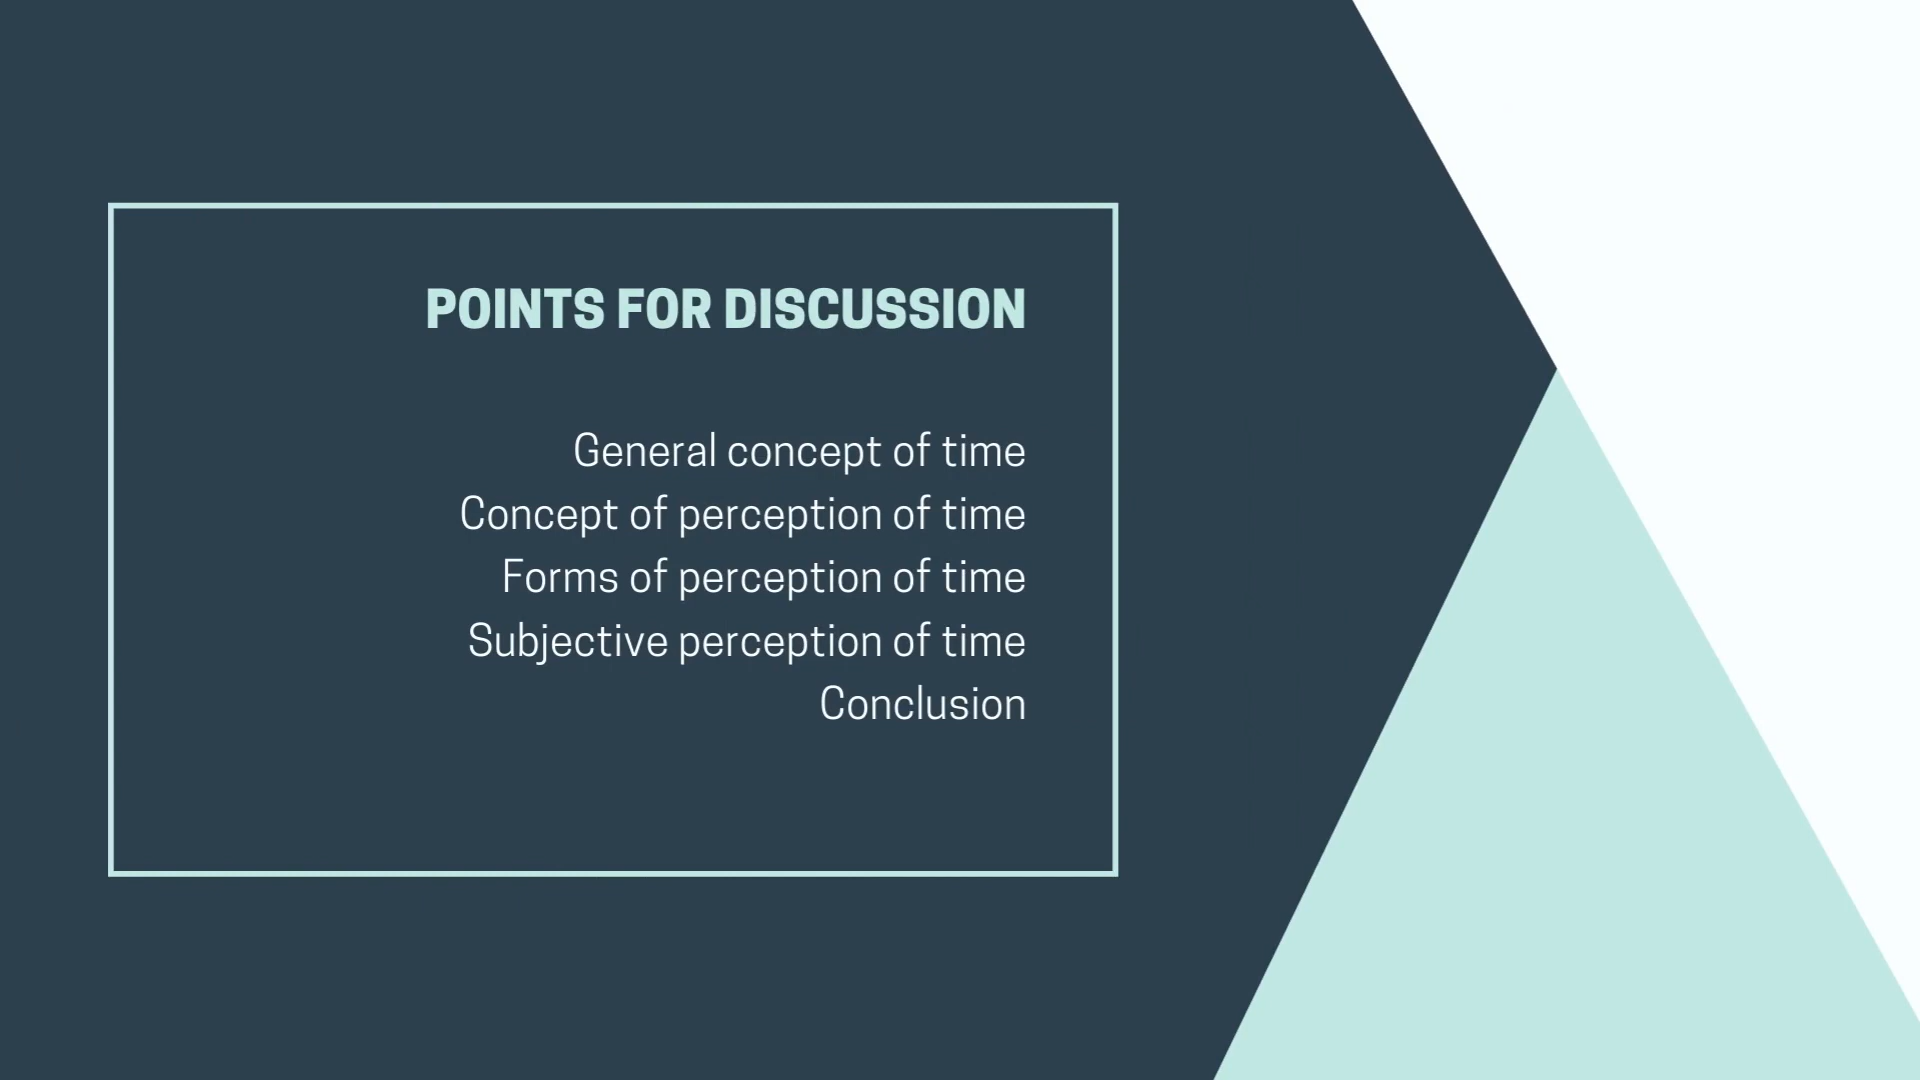 POINTS FOR DISCUSSION
General concept of time
Concept of perception of time
Forms of perception of time
Subjective perception of time
Conclusion